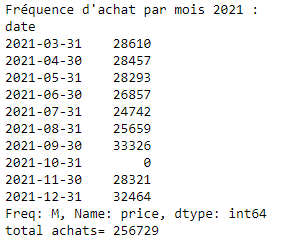 Fréquence d'achat par mois 2021 :
date
2021-03-31    28610
2021-04-30    28457
2021-05-31    28293
2021-06-30    26857
2021-07-31    24742
2021-08-31    25659
2021-09-30    33326
2021-10-31        0
2021-11-30    28321
2021-12-31    32464
Freq: M, Name: price, dtype: int64
total achats= 256729